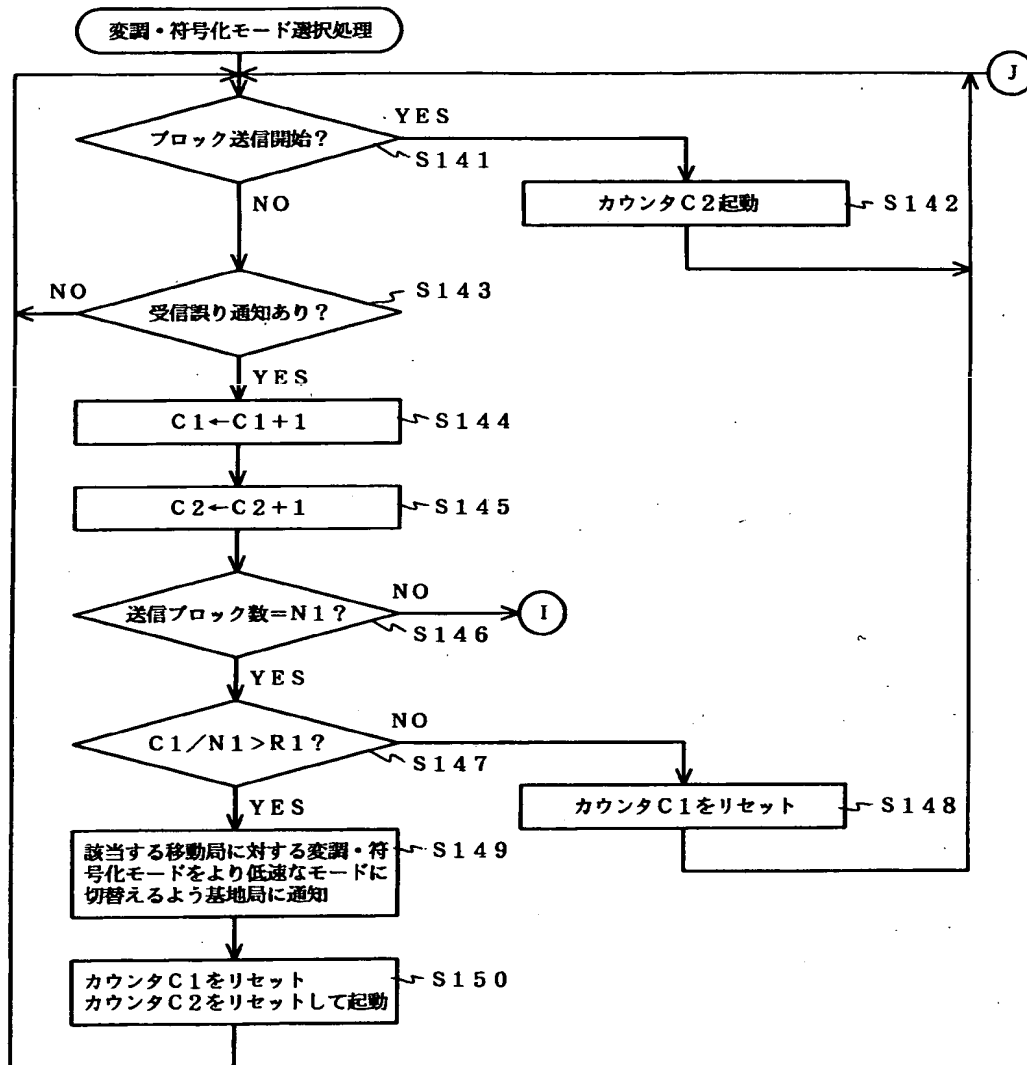 変調・符号化モード選択処理
J
ブロック送信開始?
YES
S141
NO
カウンタC2起動
S142
受信誤り通知あり?
NO
S143
YES
C1←C1+1
S144
C2←C2+1
S145
送信ブロック数=N1?
NO
I
S146
YES
C1/N1>R1?
NO
S147
YES
カウンタC1をリセット
S148
該当する移動局に対する変調・符
号化モードをより低速なモードに
切替えるよう基地局に通知
S149
カウンタC1をリセット
カウンタC2をリセットして起動
S150